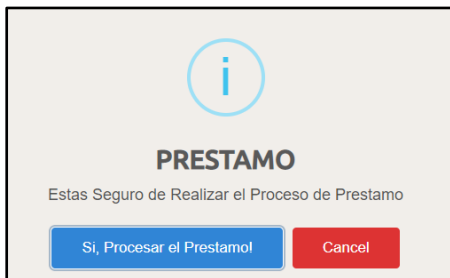 i
PRESTAMO
Estas Seguro de Realizar el Proceso de Prestamo
Si, Procesar el Prestamo!
Cancel